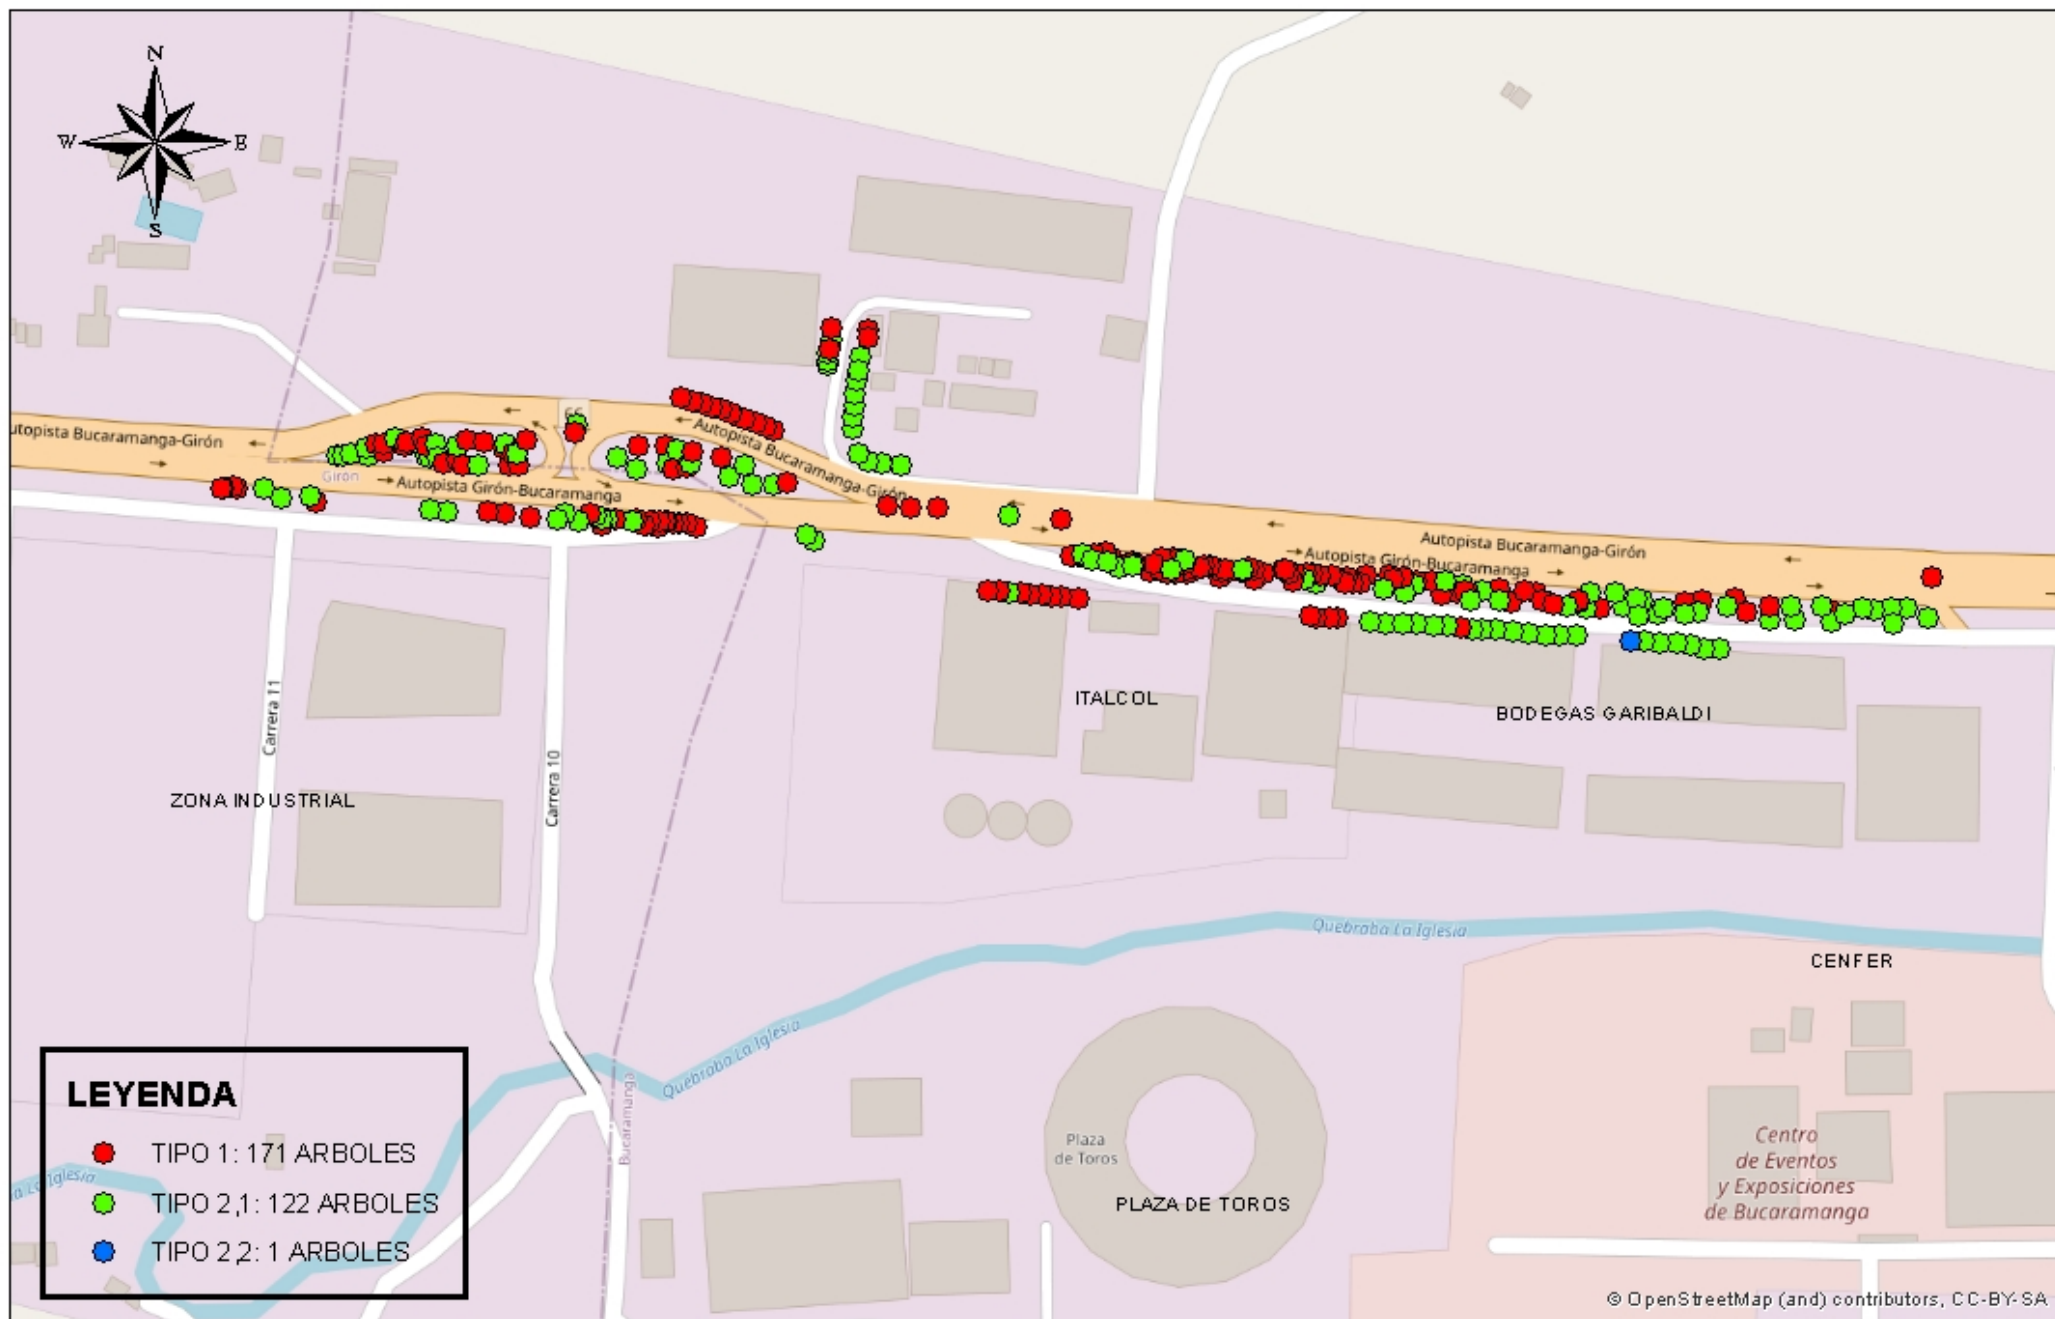 N
W E
S
66
utopista Bucaramanga-Girón
Autopista Bucaramanga-Girón
Girón
Autopista Girón-Bucaramanga
Autopista Bucaramanga-Girón
Autopista Girón-Bucaramanga
Carrera 11
Carrera 10
ITALCOL
BODEGAS GARIBALDI
ZONA INDUSTRIAL
Quebraba La Iglesia
CENFER
Quebraba La Iglesia
Bucaramanga
Plaza
de Toros
PLAZA DE TOROS
Centro
de Eventos
y Exposiciones
de Bucaramanga
LEYENDA
TIPO 1: 171 ARBOLES
a La Iglesia
TIPO 2,1: 122 ARBOLES
TIPO 2,2: 1 ARBOLES
© OpenStreetMap (and) contributors, CC-BY-SA